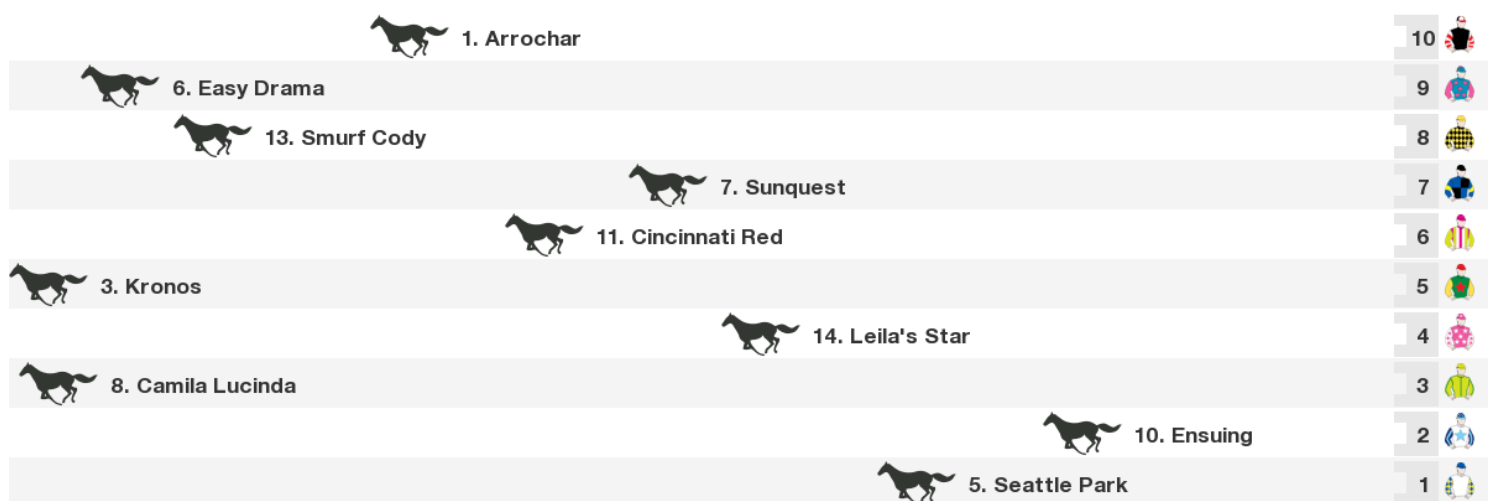 1. Arrochar 10
6. Easy Drama 9
13. Smurf Cody 8
7. Sunquest 7
11. Cincinnati Red 6
3. Kronos 5
14. Leila's Star 4
8. Camila Lucinda 3
10. Ensuing 2
5. Seattle Park 1